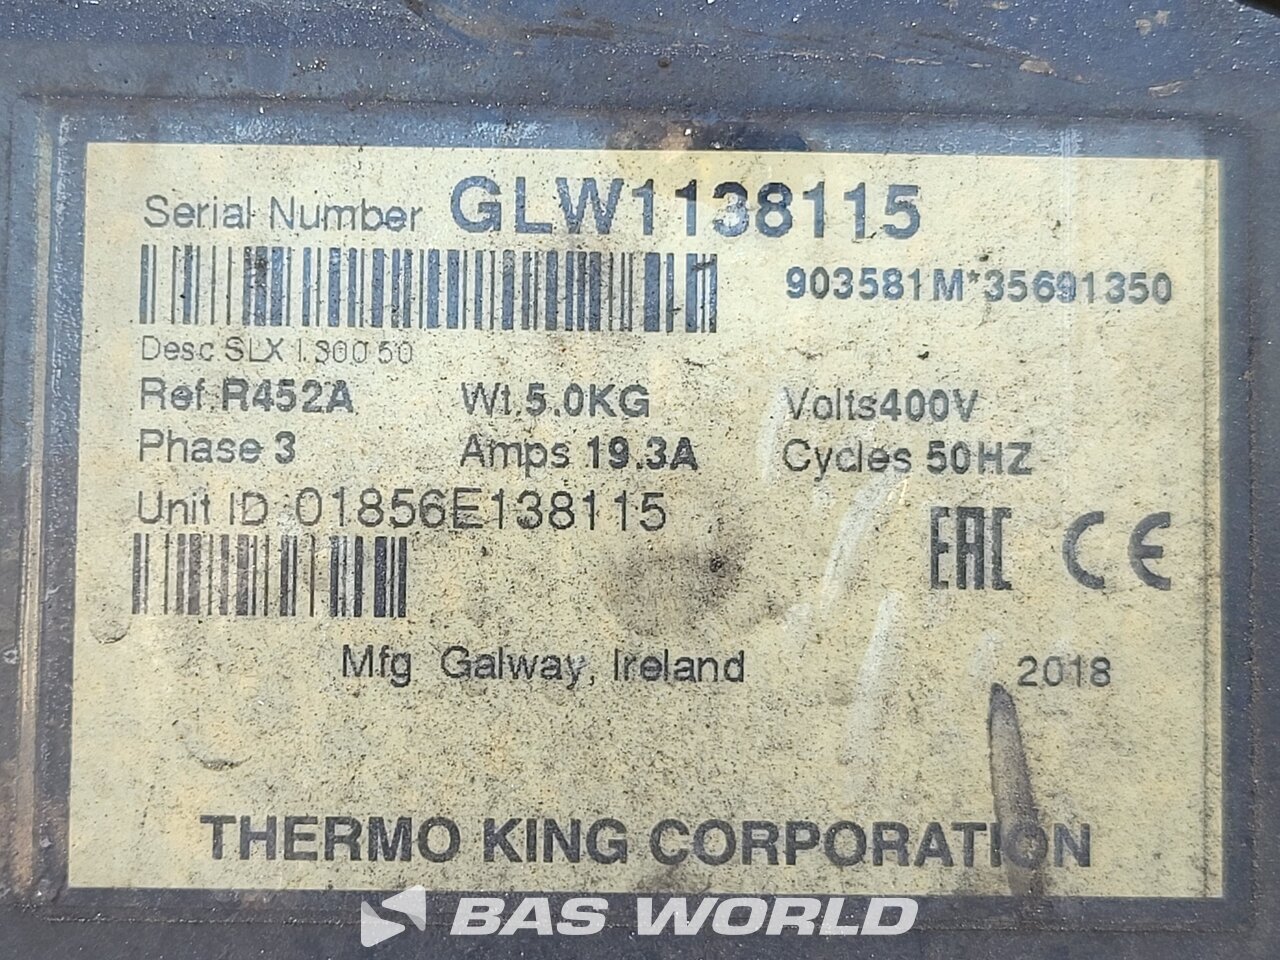 Serial Number GLW1138115
903581M*35691350
Desc SLX I 300 50
Ref:R452A Wt.5.0KG Volts400V
Phase 3 Amps 19.3A Cycles 50HZ
Unit ID 01856E138115
EAC CE
Mfg Galway, Ireland 2018
THERMO KING CORPORATION
BAS WORLD